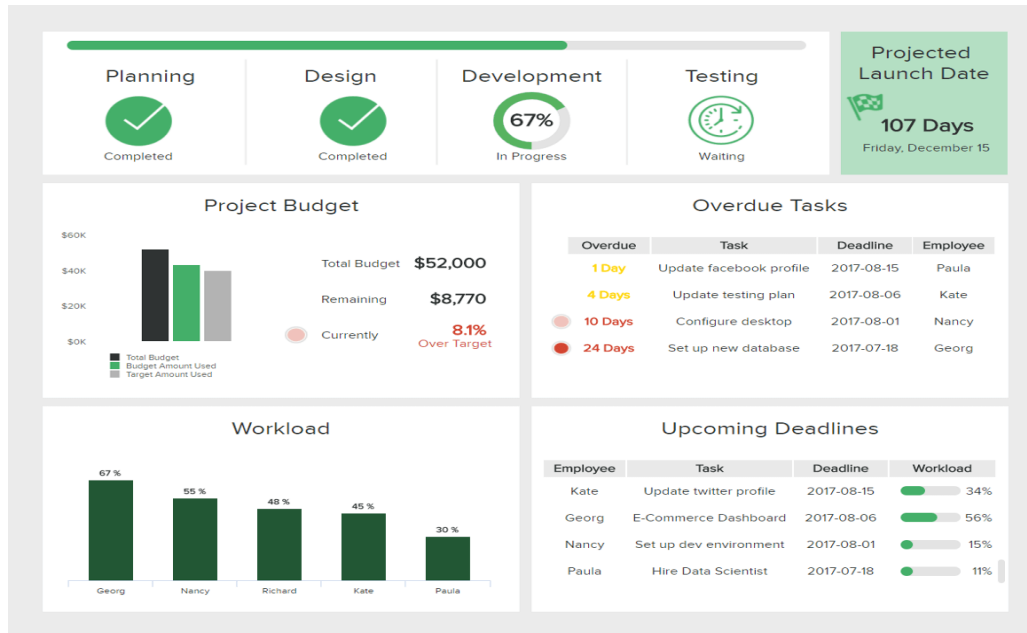 Planning Design Development Testing
67%
Completed Completed In Progress Waiting
Projected
Launch Date
107 Days
Friday, December 15
Project Budget
$60K
$40K
$20K
$0K
Total Budget
Budget Amount Used
Target Amount Used
Total Budget $52,000
Remaining $8,770
Currently 8.1%
Over Target
Overdue Tasks
Overdue Task Deadline Employee
1 Day Update facebook profile 2017-08-15 Paula
4 Days Update testing plan 2017-08-06 Kate
10 Days Configure desktop 2017-08-01 Nancy
24 Days Set up new database 2017-07-18 Georg
Workload
67 %
55 %
48 %
45 %
30 %
Georg Nancy Richard Kate Paula
Upcoming Deadlines
Employee Task Deadline Workload
Kate Update twitter profile 2017-08-15 34%
Georg E-Commerce Dashboard 2017-08-06 56%
Nancy Set up dev environment 2017-08-01 15%
Paula Hire Data Scientist 2017-07-18 11%